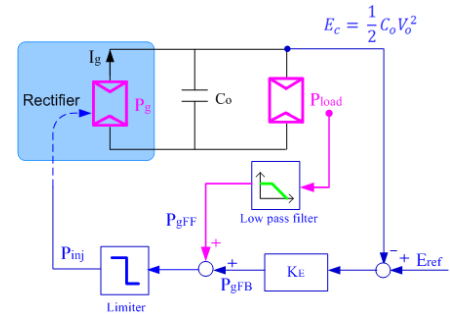 E_c = 1/2 C_o V_o^2
I_g
Rectifier
P_g
C_o
P_load
Low pass filter
P_gFF
+
P_inj
+
P_gFB
K_E
−
+
E_ref
Limiter